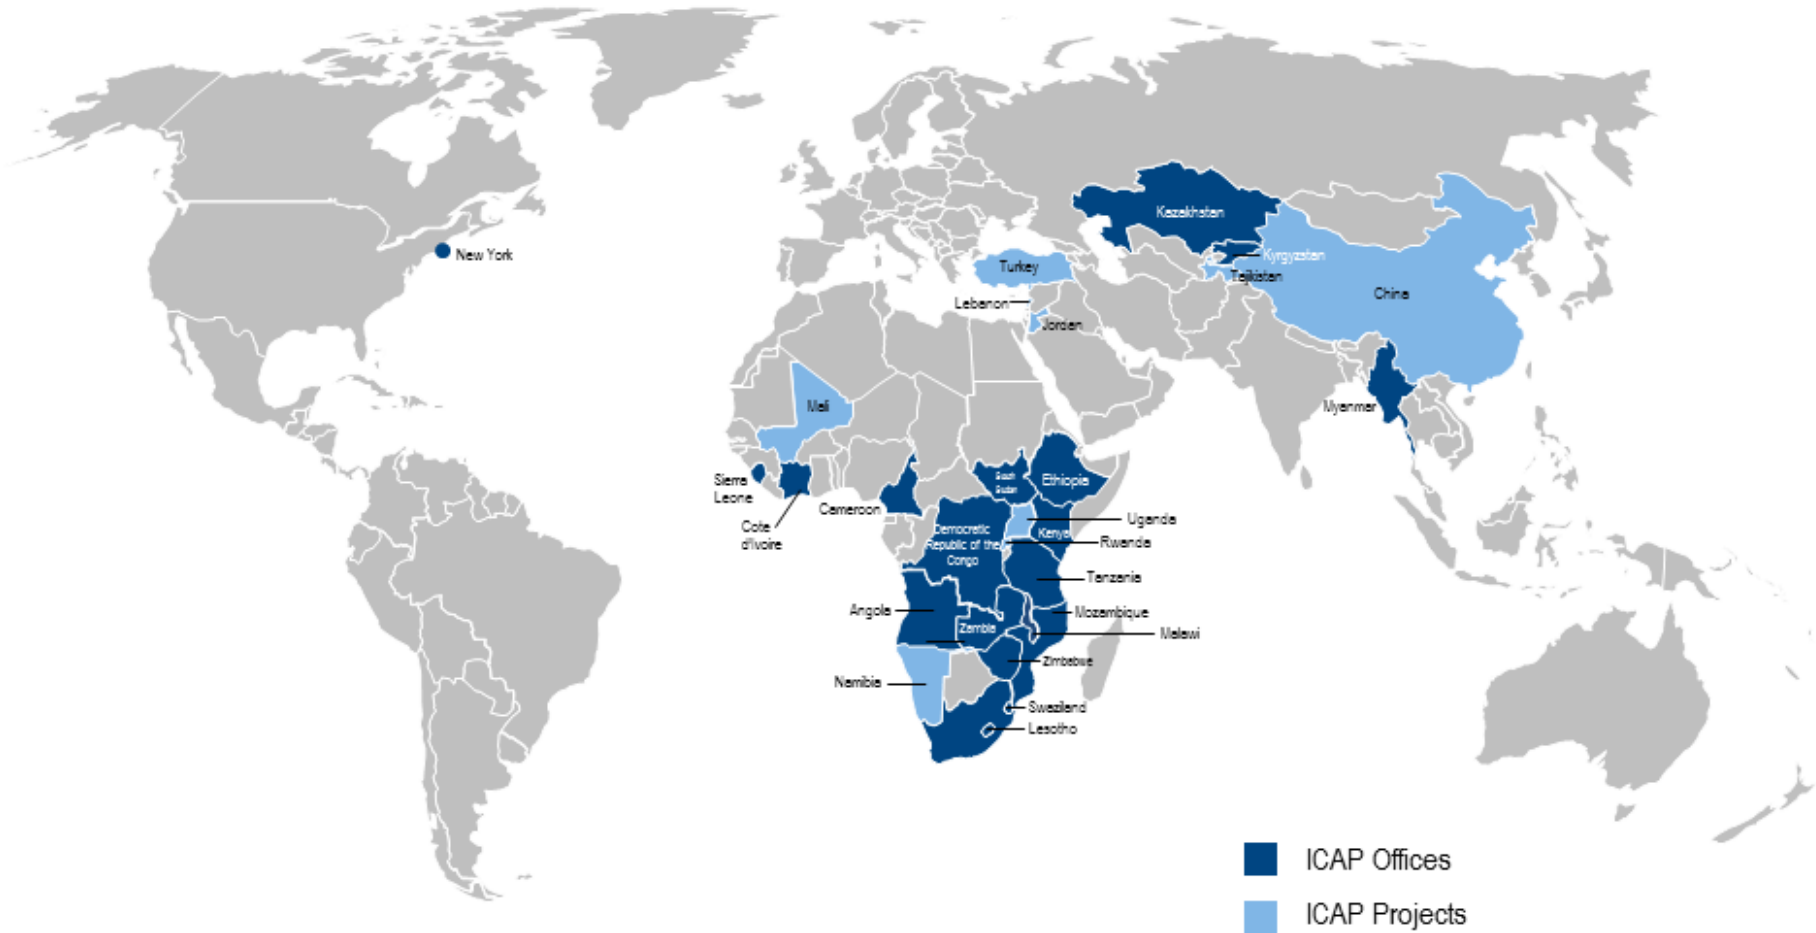 Kazakhstan
New York
Kyrgyzstan
Turkey
Tajikistan
China
Lebanon
Jordan
Mali
Myanmar
Sierra
Leone
Cote
d'Ivoire
Cameroon
South
Sudan
Ethiopia
Uganda
Democratic
Republic of the
Congo
Kenya
Rwanda
Tanzania
Angola
Mozambique
Zambia
Malawi
Zimbabwe
Namibia
Swaziland
Lesotho
ICAP Offices
ICAP Projects